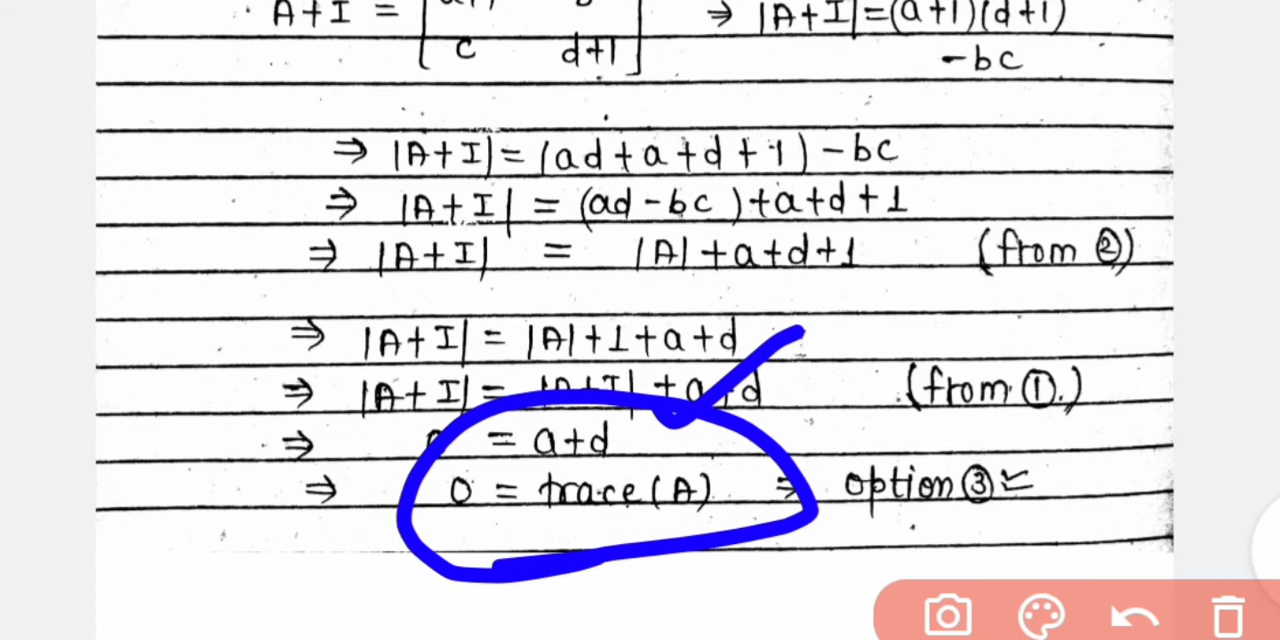 A+I = [ b ⇒ |A+I|=(a+1)(d+1)
c d+1 ] -bc
⇒ |A+I|= (ad+a+d+1)-bc
⇒ |A+I| = (ad-bc)+a+d+1
⇒ |A+I| = |A|+a+d+1 (from ②)
⇒ |A+I| = |A|+1+a+d
⇒ |A+I| = |A+I| +a+d (from ①.)
⇒ 0 = a+d
⇒ 0 = trace(A) ⇒ option ③ ✓